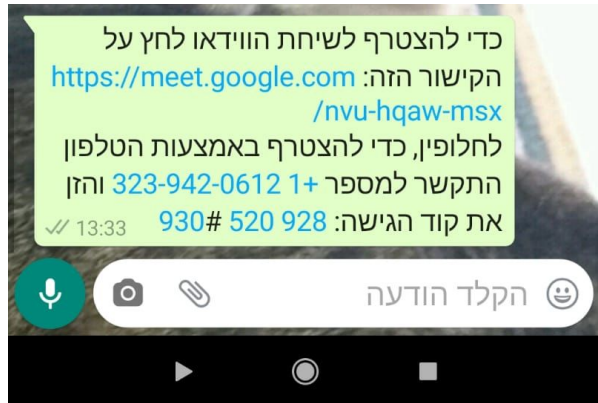 כדי להצטרף לשיחת הווידאו לחץ על
הקישור הזה: https://meet.google.com
/nvu-hqaw-msx
לחלופין, כדי להצטרף באמצעות הטלפון
התקשר למספר ‎+1 323-942-0612 והזן
את קוד הגישה: ‎928 520 930#
13:33
הקלד הודעה